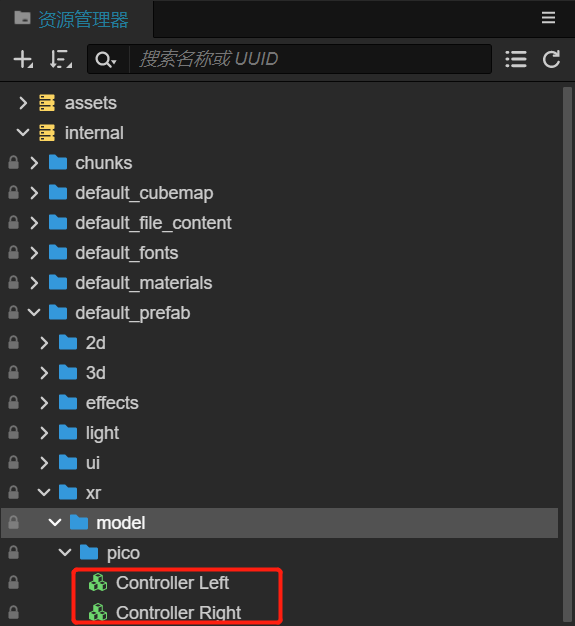 资源管理器
搜索名称或 UUID
assets
internal
chunks
default_cubemap
default_file_content
default_fonts
default_materials
default_prefab
2d
3d
effects
light
ui
xr
model
pico
Controller Left
Controller Right